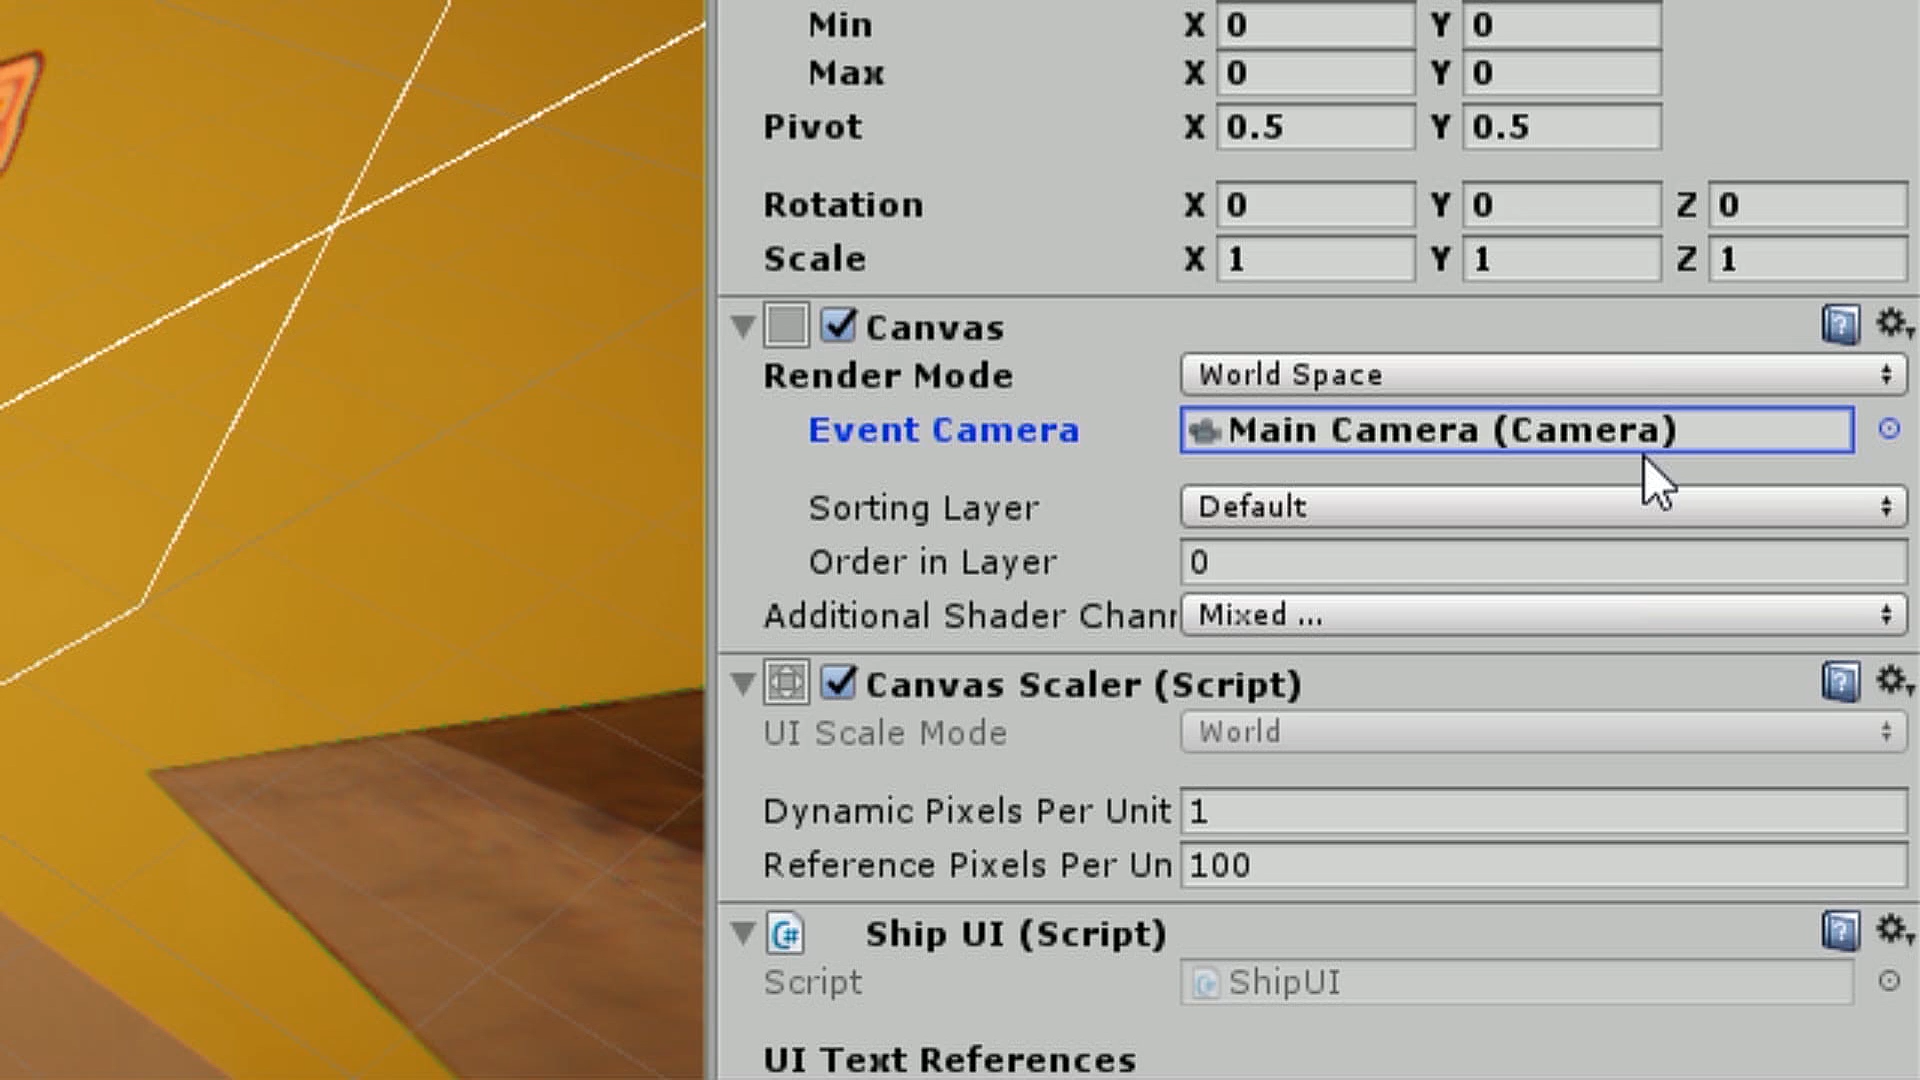 Min X 0 Y 0
Max X 0 Y 0
Pivot X 0.5 Y 0.5
Rotation X 0 Y 0 Z 0
Scale X 1 Y 1 Z 1
Canvas
Render Mode World Space
Event Camera Main Camera (Camera)
Sorting Layer Default
Order in Layer 0
Additional Shader Chann Mixed ...
Canvas Scaler (Script)
UI Scale Mode World
Dynamic Pixels Per Unit 1
Reference Pixels Per Un 100
C# Ship UI (Script)
Script ShipUI
UI Text References